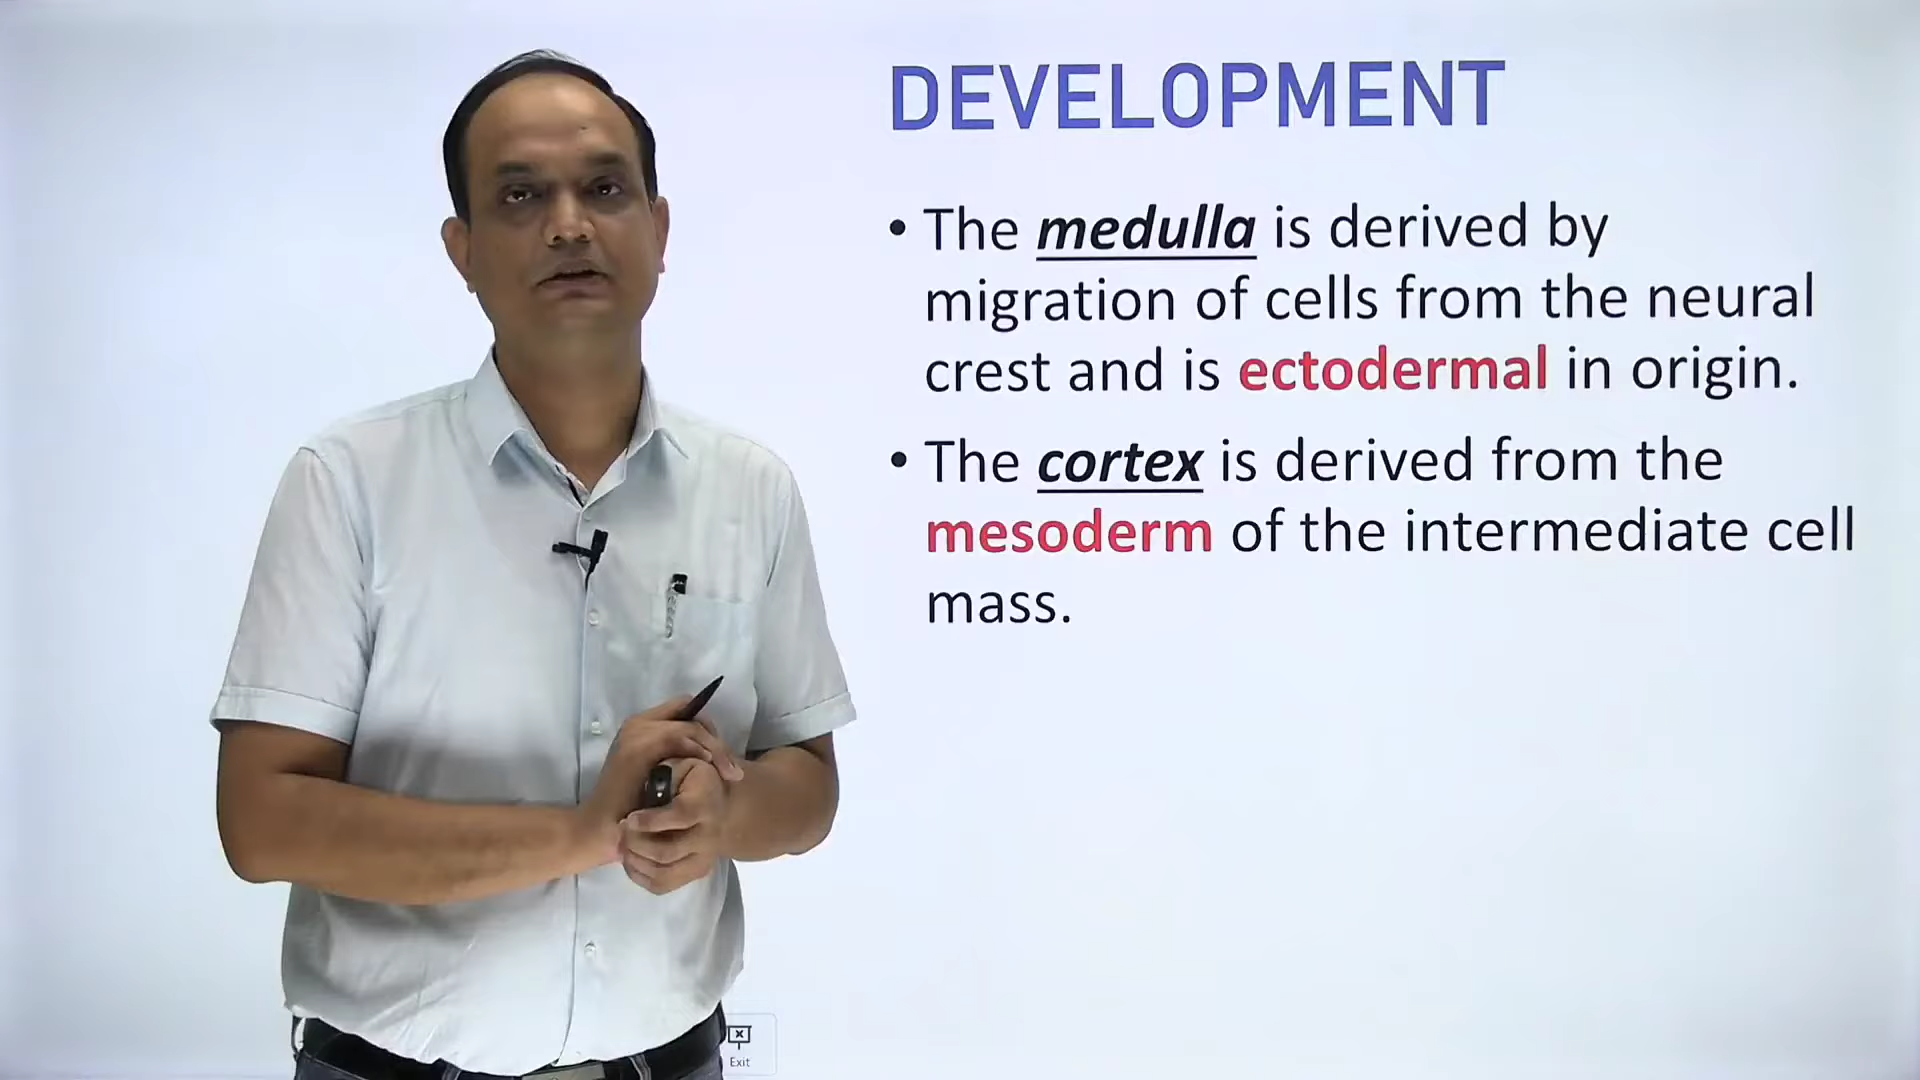 DEVELOPMENT
• The medulla is derived by
migration of cells from the neural
crest and is ectodermal in origin.
• The cortex is derived from the
mesoderm of the intermediate cell
mass.
Exit